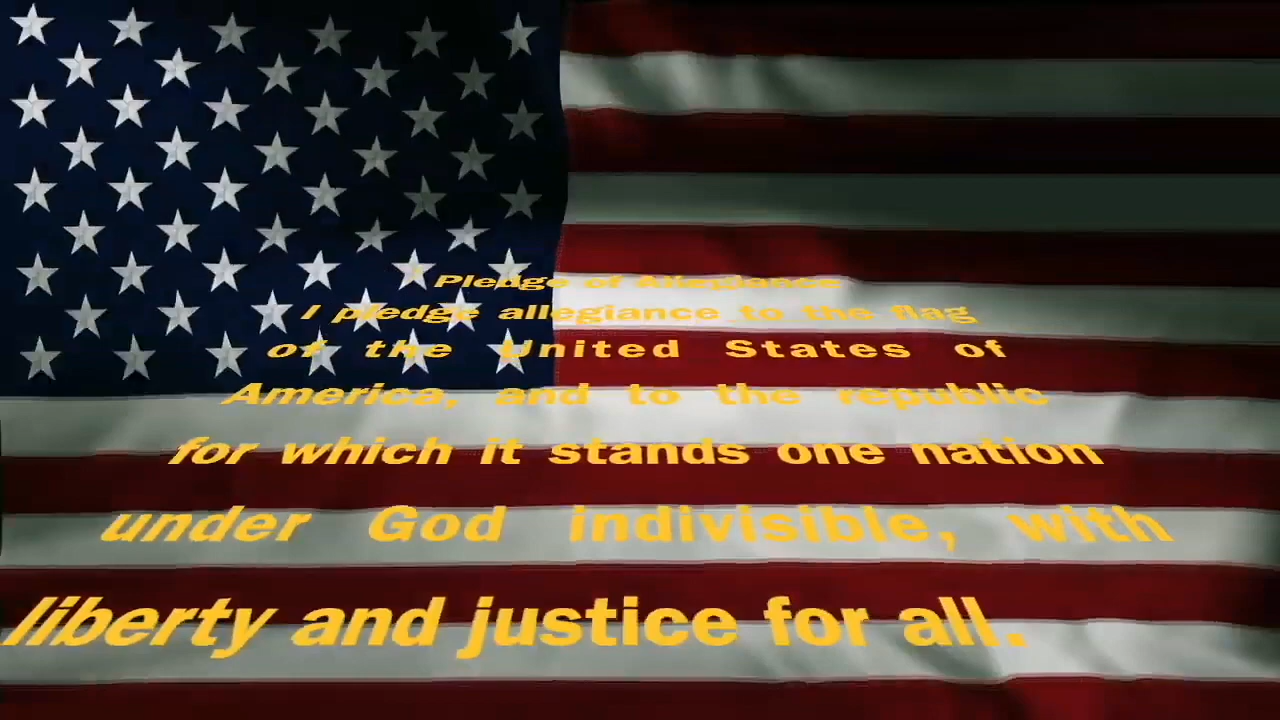 Pledge of Allegiance
I pledge allegiance to the flag
of the United States of
America, and to the republic
for which it stands one nation
under God indivisible, with
liberty and justice for all.